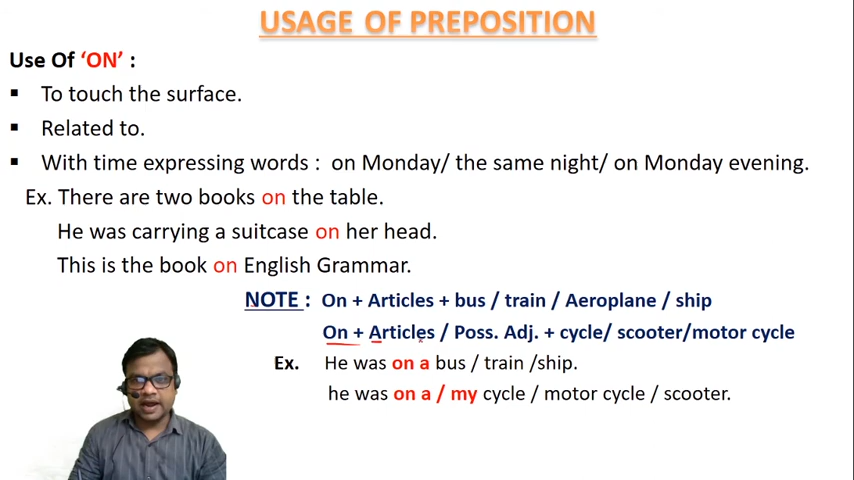 USAGE OF PREPOSITION
Use Of ‘ON’ :
▪ To touch the surface.
▪ Related to.
▪ With time expressing words : on Monday/ the same night/ on Monday evening.
Ex. There are two books on the table.
He was carrying a suitcase on her head.
This is the book on English Grammar.
NOTE : On + Articles + bus / train / Aeroplane / ship
On + Articles / Poss. Adj. + cycle/ scooter/motor cycle
Ex. He was on a bus / train /ship.
he was on a / my cycle / motor cycle / scooter.